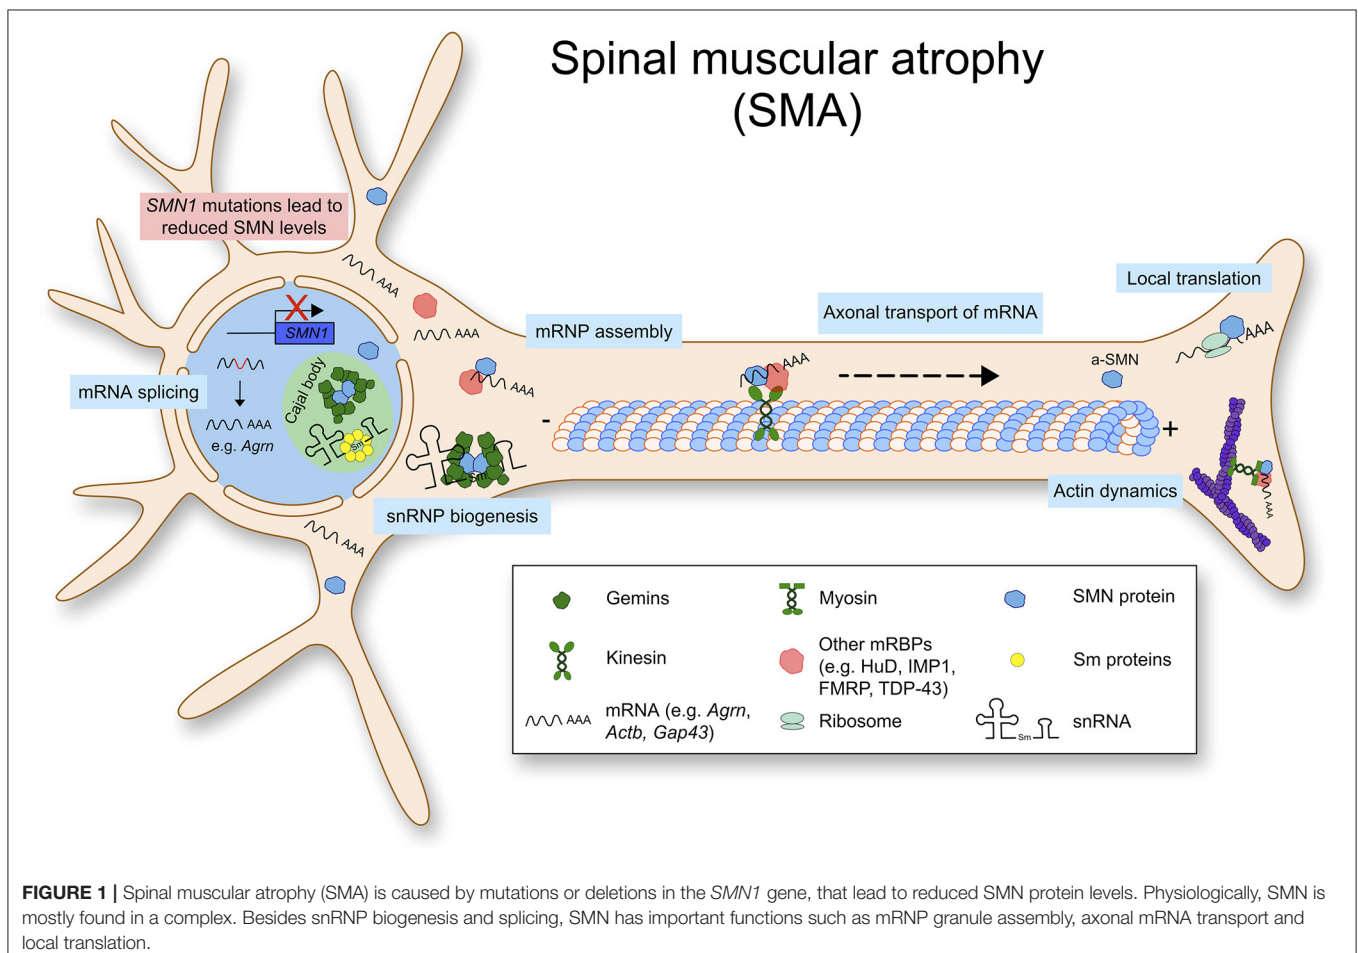 Spinal muscular atrophy
(SMA)
SMN1 mutations lead to
reduced SMN levels
AAA
SMN1
AAA
mRNP assembly
Axonal transport of mRNA
Local translation
AAA
AAA
a-SMN
mRNA splicing
Cajal body
AAA
AAA
e.g. Agrn
Sm
-
+
Sm
snRNP biogenesis
Actin dynamics
AAA
AAA
Gemins
Myosin
SMN protein
Kinesin
Other mRBPs
(e.g. HuD, IMP1,
FMRP, TDP-43)
Sm proteins
AAA
mRNA (e.g. Agrn,
Actb, Gap43)
Ribosome
Sm
snRNA
FIGURE 1 | Spinal muscular atrophy (SMA) is caused by mutations or deletions in the SMN1 gene, that lead to reduced SMN protein levels. Physiologically, SMN is
mostly found in a complex. Besides snRNP biogenesis and splicing, SMN has important functions such as mRNP granule assembly, axonal mRNA transport and
local translation.